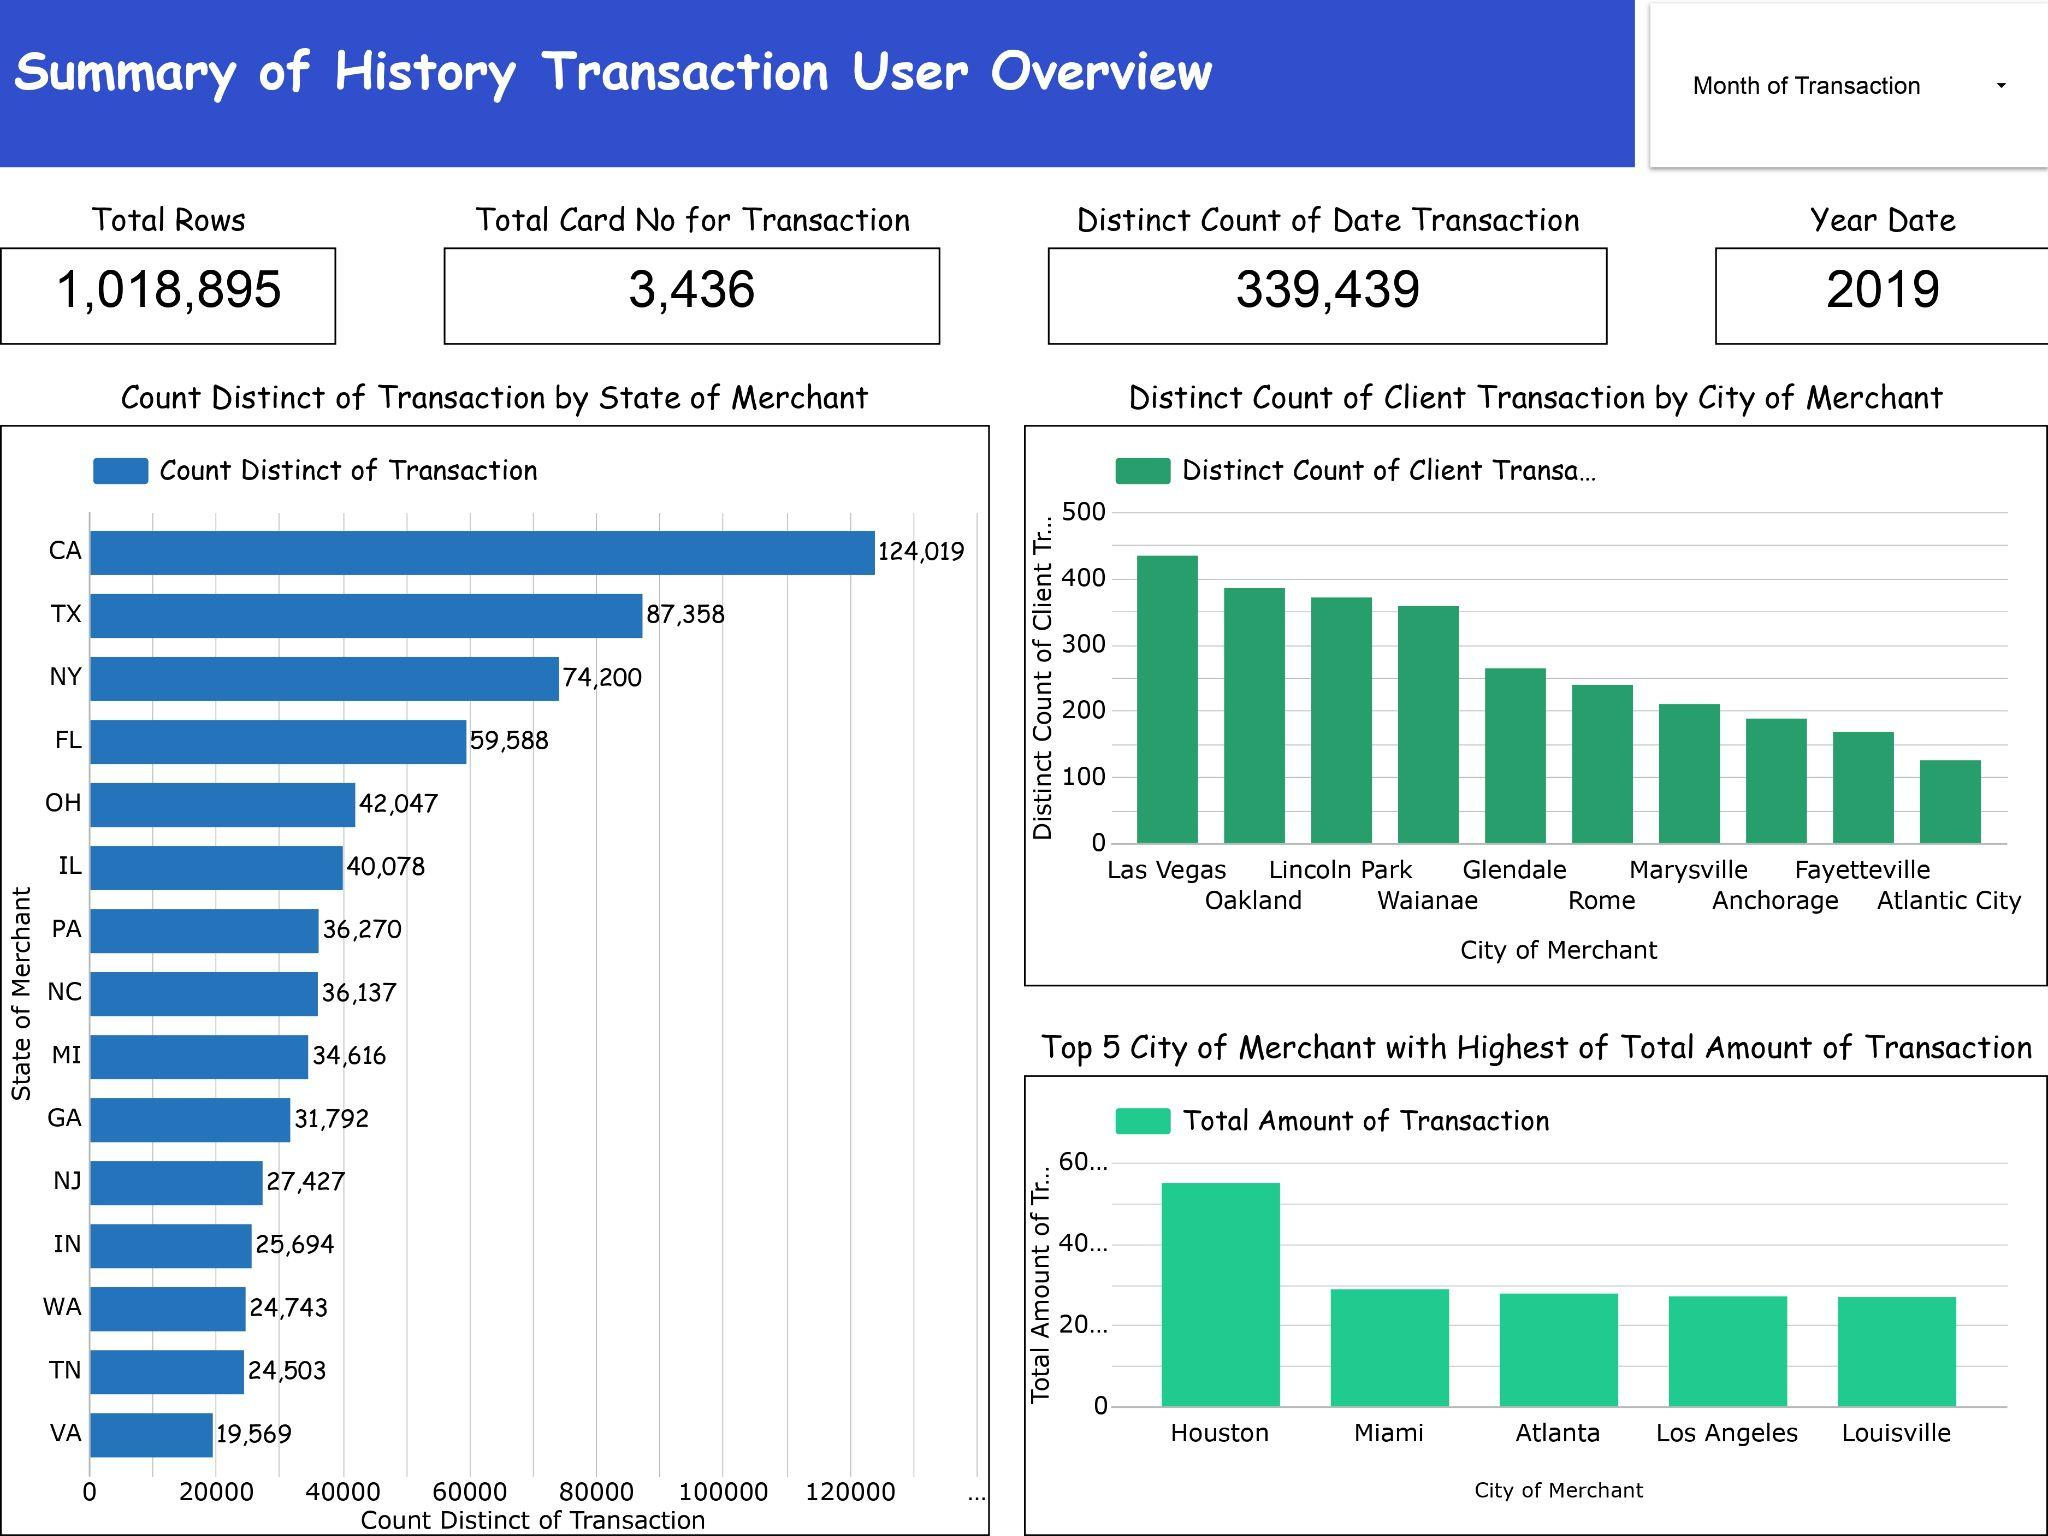 Summary of History Transaction User Overview
Month of Transaction
Total Rows
1,018,895
Total Card No for Transaction
3,436
Distinct Count of Date Transaction
339,439
Year Date
2019
Count Distinct of Transaction by State of Merchant
Count Distinct of Transaction
State of Merchant
CA 124,019
TX 87,358
NY 74,200
FL 59,588
OH 42,047
IL 40,078
PA 36,270
NC 36,137
MI 34,616
GA 31,792
NJ 27,427
IN 25,694
WA 24,743
TN 24,503
VA 19,569
0 20000 40000 60000 80000 100000 120000 ...
Count Distinct of Transaction
Distinct Count of Client Transaction by City of Merchant
Distinct Count of Client Transa...
Distinct Count of Client Tr...
500
400
300
200
100
0
Las Vegas Lincoln Park Glendale Marysville Fayetteville
Oakland Waianae Rome Anchorage Atlantic City
City of Merchant
Top 5 City of Merchant with Highest of Total Amount of Transaction
Total Amount of Transaction
Total Amount of Tr...
60...
40...
20...
0
Houston Miami Atlanta Los Angeles Louisville
City of Merchant